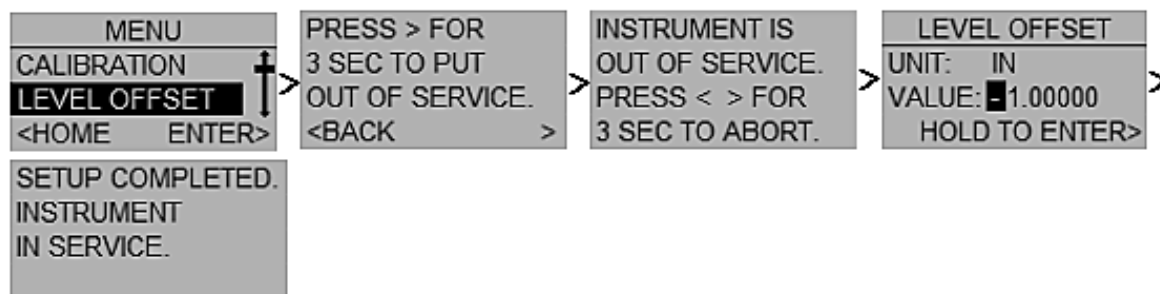 MENU
CALIBRATION
LEVEL OFFSET
<HOME ENTER>
>
PRESS > FOR
3 SEC TO PUT
OUT OF SERVICE.
<BACK >
>
INSTRUMENT IS
OUT OF SERVICE.
PRESS < > FOR
3 SEC TO ABORT.
>
LEVEL OFFSET
UNIT: IN
VALUE: -1.00000
HOLD TO ENTER>
>
SETUP COMPLETED.
INSTRUMENT
IN SERVICE.